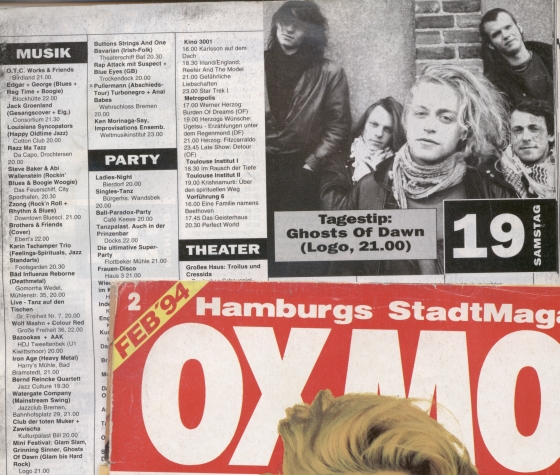 MUSIK
O.T.C. Works & Friends
Birdland 21.00
Edgar + George (Blues +
Rag Time + Boogie)
Blockhütte 22.00
Jack Greenland
(Gesangscover + Eig.)
Consortium 21.30
Louisiana Syncopators
(Happy Oldtime Jazz)
Cotton Club 20.00
Razz Ma Tazz
Da Capo, Drochtersen
20.00
Steve Baker & Abi
Wallenstein (Rockin'
Blues & Boogie Woogie)
Das Feuerschiff, City
Sporthafen, 20.30
Zzang (Rock'n Roll +
Rhythm & Blues)
Downtown Bluescl. 21.00
Brothers & Friends
(Cover)
Ebert's 22.00
Karin Tachamper Trio
(Feelings-Spirituals, Jazz
Standarts)
Footsgarden 20.30
Bad Influence Reborne
(Deathmetal)
Gomorrha Wedel,
Mühlenstr. 35, 20.00
Live - Tanz auf den
Tischen
Gr. Freiheit Nr. 7, 20.00
Wolf Maahn + Colour Red
Große Freiheit 36, 22.00
Bazookas + AAK
HDJ Tweeltenbek (U1
Kiwittsmoor) 20.00
Iron Age (Heavy Metal)
Harry's Mühle, Bad
Bramstedt, 21.00
Bernd Reincke Quartett
Jazz Culture 19.30
Watergate Company
(Mainstream Swing)
Jazzclub Bremen,
Bahnhofsplatz 29, 21.00
Club der toten Muker +
Zawischa
Kulturpalast Bill 20.00
Mini Festival: Glam Slam,
Grinning Sinner, Ghosts
Of Dawn (Glam bis Hard
Rock)
Logo 21.00
Buttons Strings And One
Bavarian (Irish-Folk)
Theaterschiff Bat 20.30
Rap Attack mit Suspect +
Blue Eyes (GB)
Trockendock 20.00
Pullermann (Abschieds-
Tour) Turbonegro + Anal
Babes
Wahrschloss Bremen
20.00
Kan Morinaga-Say,
Improvisations Ensemb.
Weltmusikinstitut 23.00
PARTY
Ladies-Night
Bierdorf 20.00
Singles-Tanz
Bürgerhs. Wandsbek
20.00
Ball-Paradox-Party
Café Keese 20.00
Tanzpalast. Auch in der
Prinzenbar
Docks 22.00
Die ultimative Super-
Party
Flottbeker Mühle 21.00
Frauen-Disco
Haus 3 21.00
Kino 3001
16.00 Karlsson auf dem
Dach
18.30 Irland/England:
Reefer And The Model
21.00 Gefährliche
Liebschaften
23.00 Star Trek I
Metropolis
17.00 Werner Herzog:
Burden Of Dreams (OF)
19.00 Herzogs Wünsche:
Ugetsu - Erzählungen unter
dem Regenmond (DF)
21.00 Herzog: Fitzcarraldo
23.45 Late Show: Detour
(OF)
Toulouse Institut I
18.30 Im Rausch der Tiefe
Toulouse Institut II
19.00 Krishnamurti: Über
den spirituellen Weg
Vorführung 6
16.00 Eine Familie namens
Beethoven
17.45 Das Geisterhaus
20.30 Perfect World
THEATER
Großes Haus: Troilus und
Cressida
Tagestip:
Ghosts Of Dawn
(Logo, 21.00)
19
SAMSTAG
2
FEB'94
Hamburgs StadtMaga
OXMO